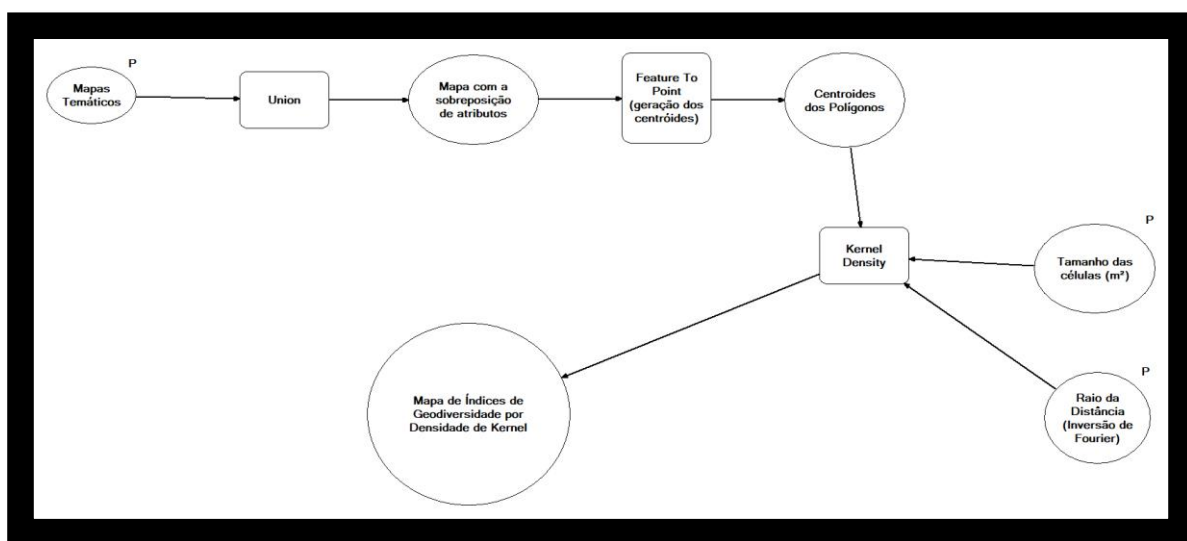 P
Mapas
Temáticos
Union
Mapa com a
sobreposição
de atributos
Feature To
Point
(geração dos
centróides)
Centroides
dos Polígonos
Kernel
Density
P
Tamanho das
células (m²)
P
Raio da
Distância
(Inversão de
Fourier)
Mapa de Índices de
Geodiversidade por
Densidade de Kernel